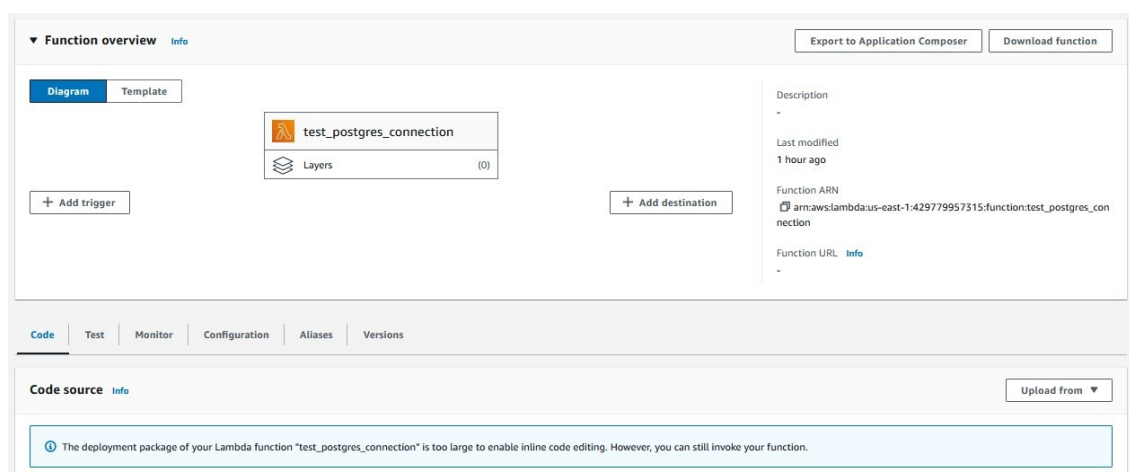 Function overview Info
Export to Application Composer
Download function
Diagram
Template
test_postgres_connection
Layers
(0)
+ Add trigger
+ Add destination
Description
-
Last modified
1 hour ago
Function ARN
arn:aws:lambda:us-east-1:429779957315:function:test_postgres_con
nection
Function URL Info
-
Code
Test
Monitor
Configuration
Aliases
Versions
Code source Info
Upload from
The deployment package of your Lambda function "test_postgres_connection" is too large to enable inline code editing. However, you can still invoke your function.